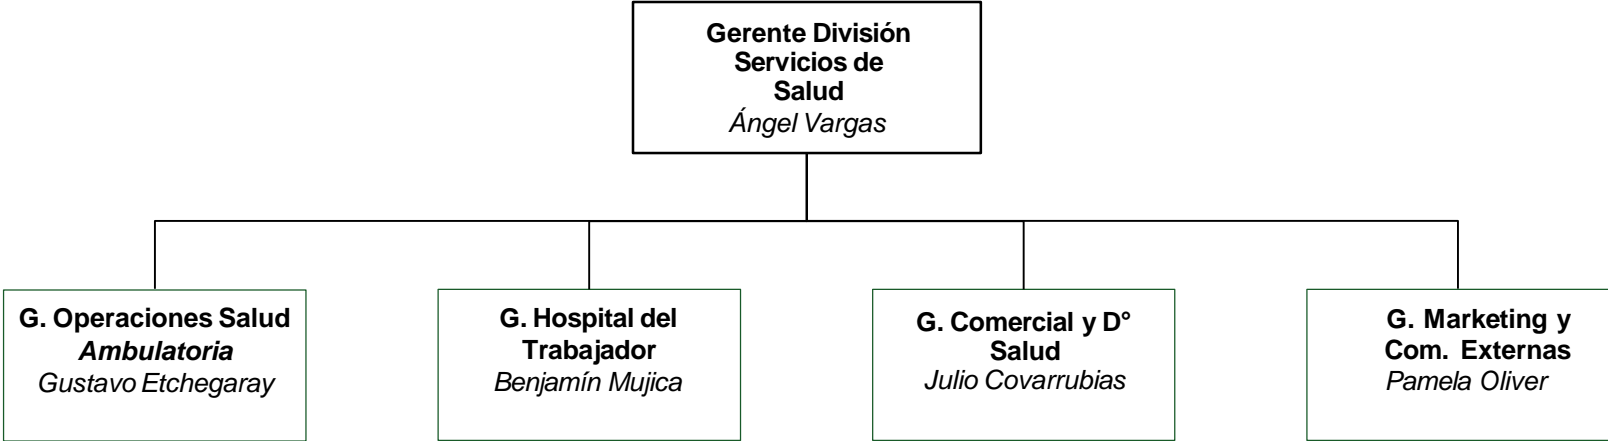 Gerente División
Servicios de
Salud
Ángel Vargas
G. Operaciones Salud
Ambulatoria
Gustavo Etchegaray
G. Hospital del
Trabajador
Benjamín Mujica
G. Comercial y D°
Salud
Julio Covarrubias
G. Marketing y
Com. Externas
Pamela Oliver